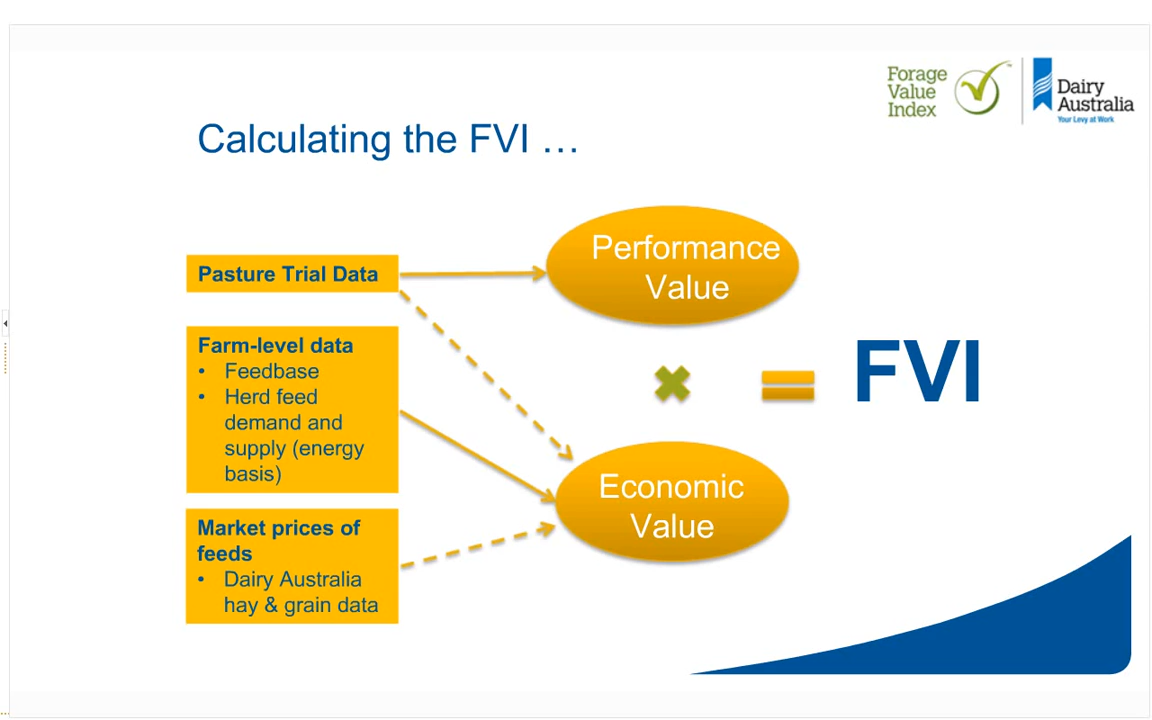 Forage
Value
Index
Dairy
Australia
Your Levy at Work
Calculating the FVI …
Performance
Value
Pasture Trial Data
Farm-level data
• Feedbase
• Herd feed
demand and
supply (energy
basis)
FVI
Economic
Value
Market prices of
feeds
• Dairy Australia
hay & grain data